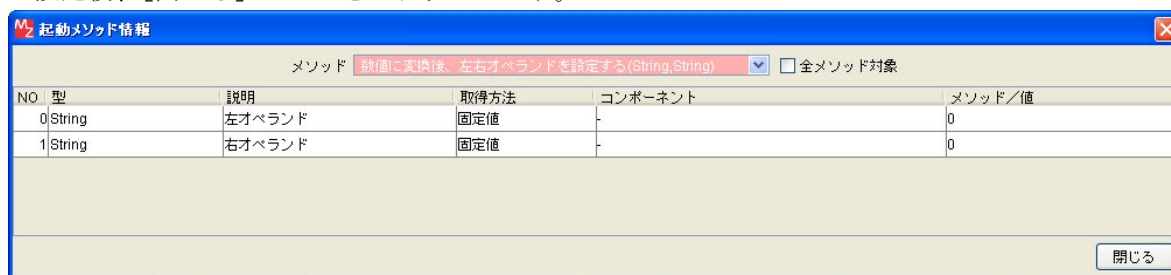 起動メソッド情報
メソッド 数値に変換後、左右オペランドを設定する(String,String) 全メソッド対象
NO 型 説明 取得方法 コンポーネント メソッド／値
0 String 左オペランド 固定値 - 0
1 String 右オペランド 固定値 - 0
閉じる